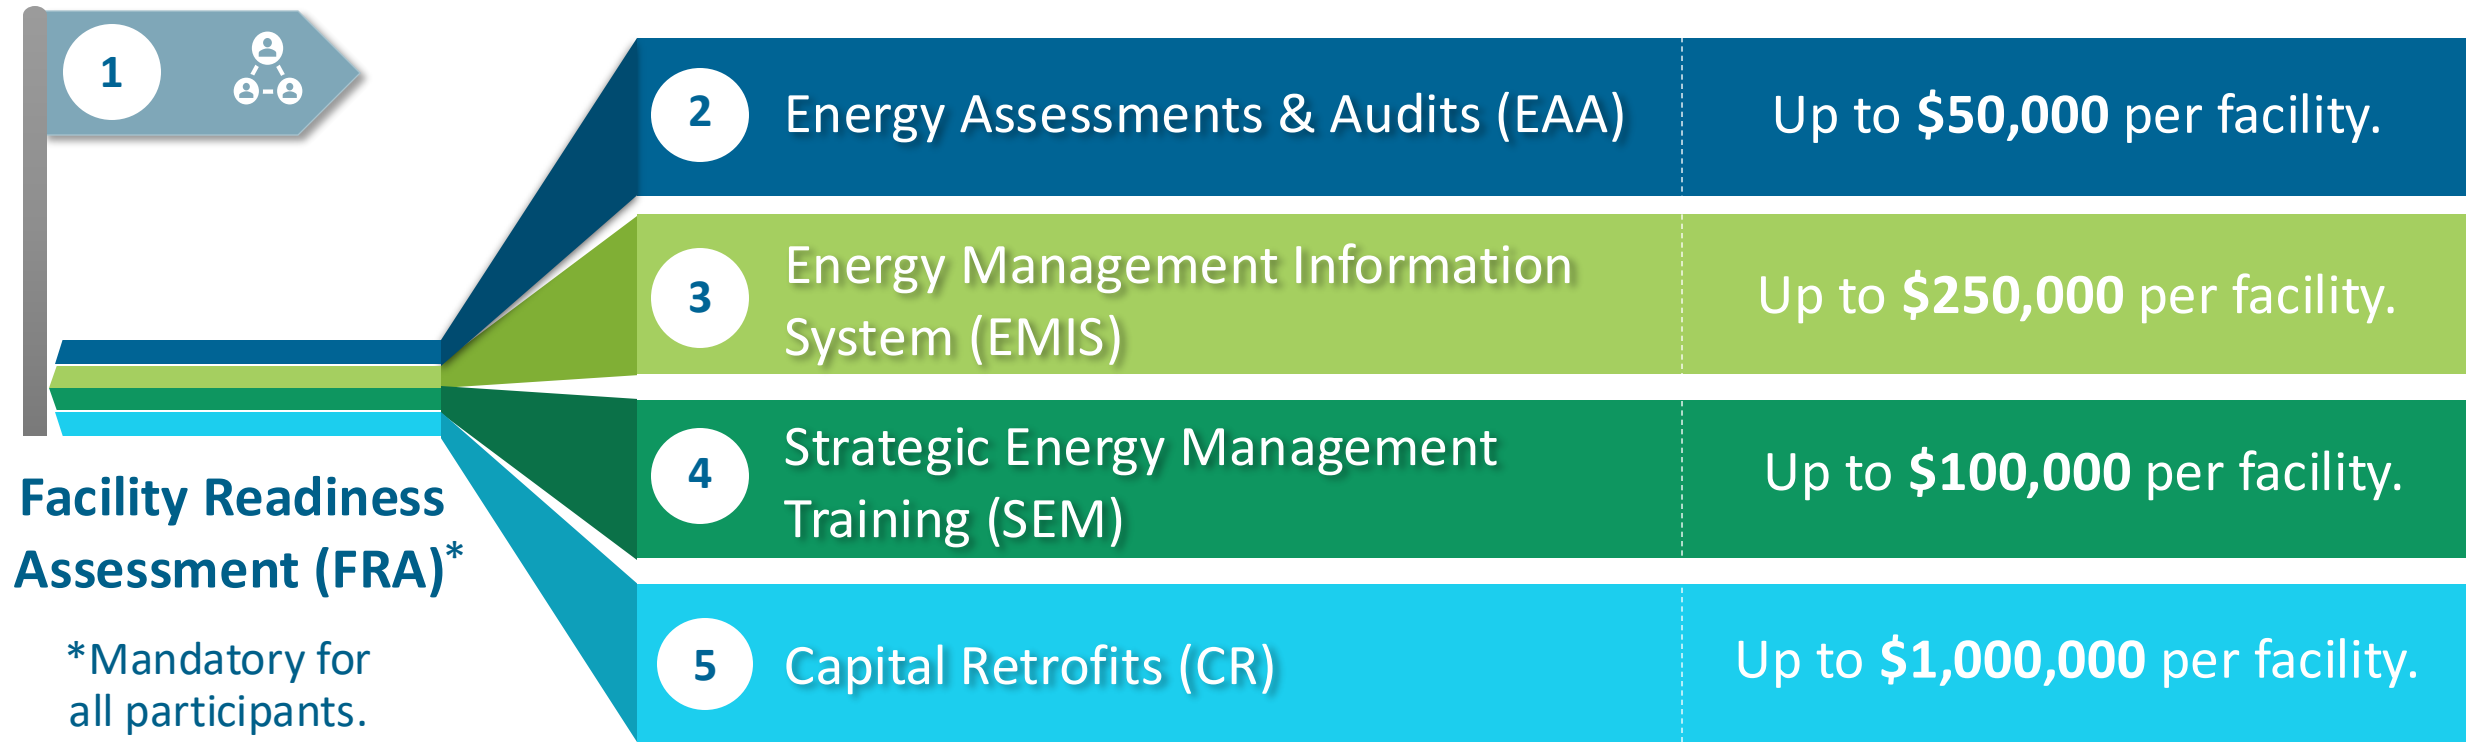 1
Facility Readiness
Assessment (FRA)*
*Mandatory for
all participants.
2 Energy Assessments & Audits (EAA) Up to $50,000 per facility.
3 Energy Management Information
System (EMIS)
Up to $250,000 per facility.
4 Strategic Energy Management
Training (SEM)
Up to $100,000 per facility.
5 Capital Retrofits (CR) Up to $1,000,000 per facility.